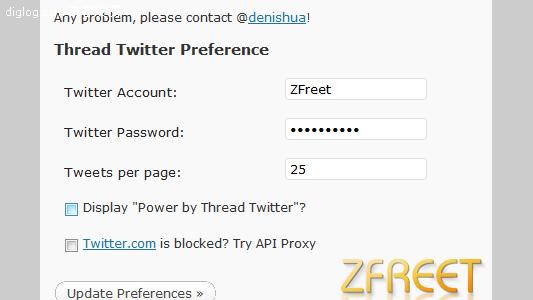 Any problem, please contact @denishua!
Thread Twitter Preference
Twitter Account: ZFreet
Twitter Password: ••••••••••
Tweets per page: 25
Display "Power by Thread Twitter"?
Twitter.com is blocked? Try API Proxy
ZFREET
Update Preferences »